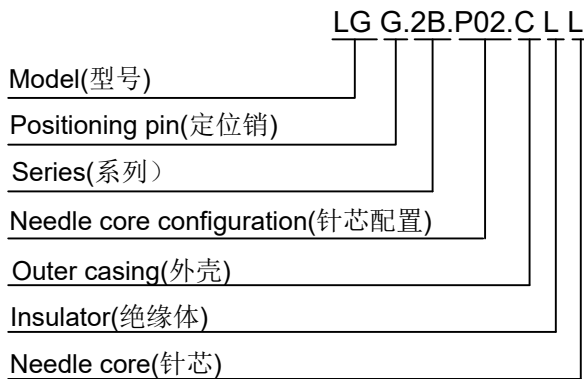 LG G.2B.P02.C L L
Model(型号)
Positioning pin(定位销)
Series(系列）
Needle core configuration(针芯配置)
Outer casing(外壳)
Insulator(绝缘体)
Needle core(针芯)